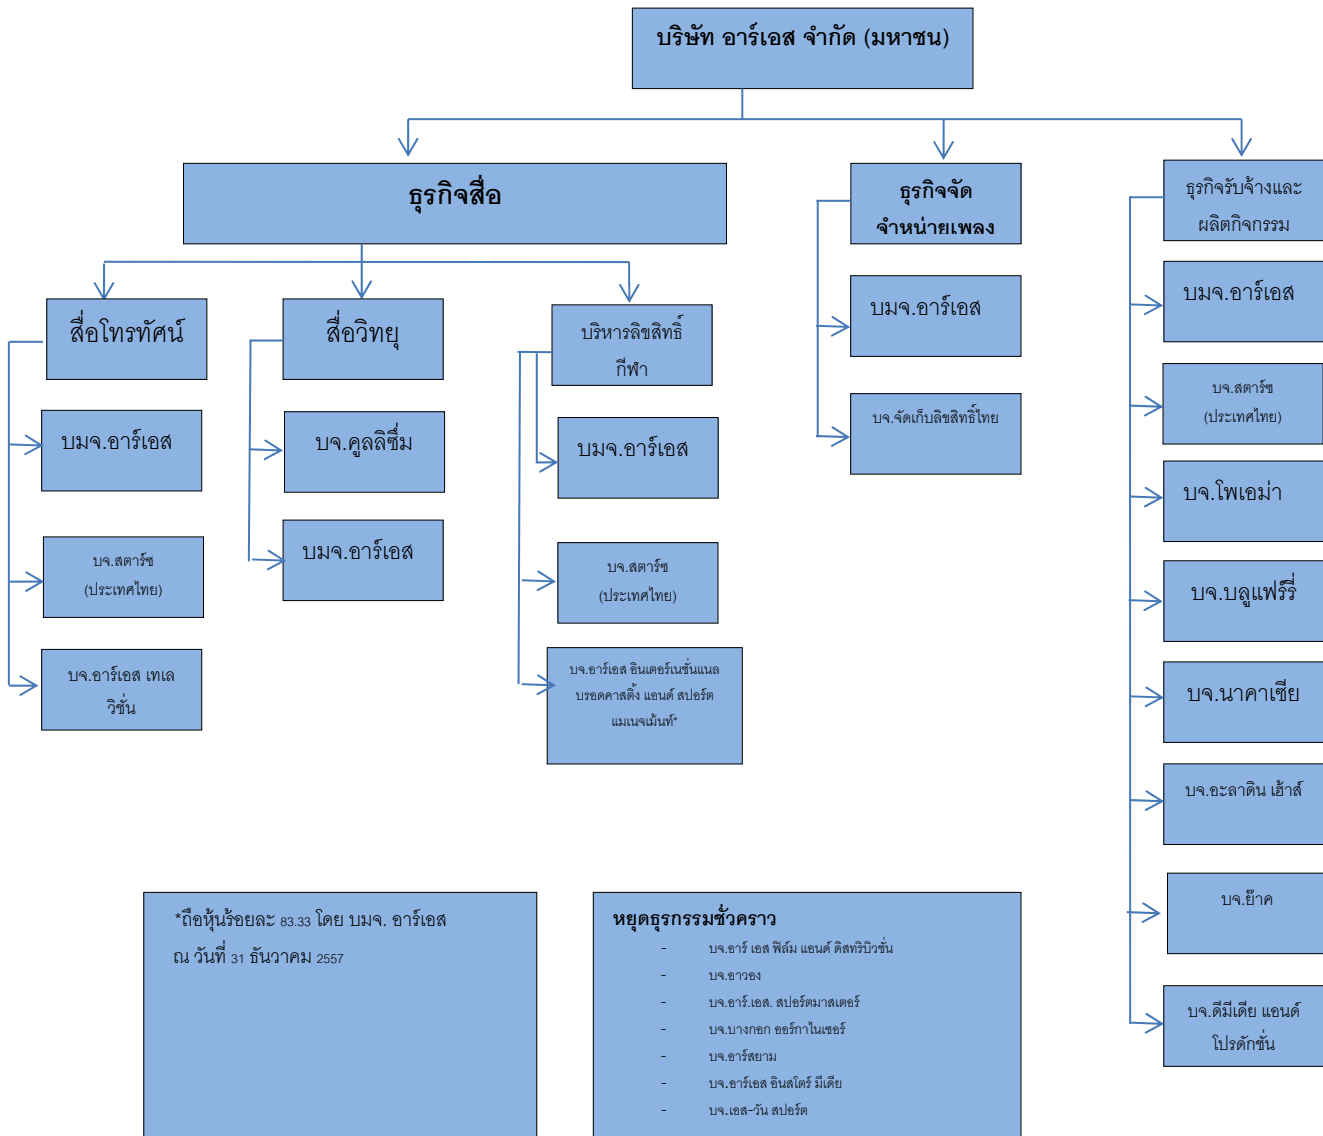 บริษัท อาร์เอส จำกัด (มหาชน)
ธุรกิจสื่อ
สื่อโทรทัศน์
บมจ.อาร์เอส
บจ.สตาร์ซ
(ประเทศไทย)
บจ.อาร์เอส เทเล
วิชั่น
สื่อวิทยุ
บจ.คูลลิซึ่ม
บมจ.อาร์เอส
บริหารลิขสิทธิ์
กีฬา
บมจ.อาร์เอส
บจ.สตาร์ซ
(ประเทศไทย)
บจ.อาร์เอส อินเตอร์เนชั่นแนล
บรอดคาสติ้ง แอนด์ สปอร์ต
แมเนจเม้นท์*
ธุรกิจจัด
จำหน่ายเพลง
บมจ.อาร์เอส
บจ.จัดเก็บลิขสิทธิ์ไทย
ธุรกิจรับจ้างและ
ผลิตกิจกรรม
บมจ.อาร์เอส
บจ.สตาร์ซ
(ประเทศไทย)
บจ.โพเอม่า
บจ.บลูแฟร์รี่
บจ.นาคาเซีย
บจ.อะลาดิน เฮ้าส์
บจ.ย๊าค
บจ.ดีมีเดีย แอนด์
โปรดักชั่น
*ถือหุ้นร้อยละ 83.33 โดย บมจ. อาร์เอส
ณ วันที่ 31 ธันวาคม 2557
หยุดธุรกรรมชั่วคราว
- บจ.อาร์ เอส ฟิล์ม แอนด์ ดิสทริบิวชั่น
- บจ.อาวอง
- บจ.อาร์.เอส. สปอร์ตมาสเตอร์
- บจ.บางกอก ออร์กาไนเซอร์
- บจ.อาร์สยาม
- บจ.อาร์เอส อินสโตร์ มีเดีย
- บจ.เอส-วัน สปอร์ต